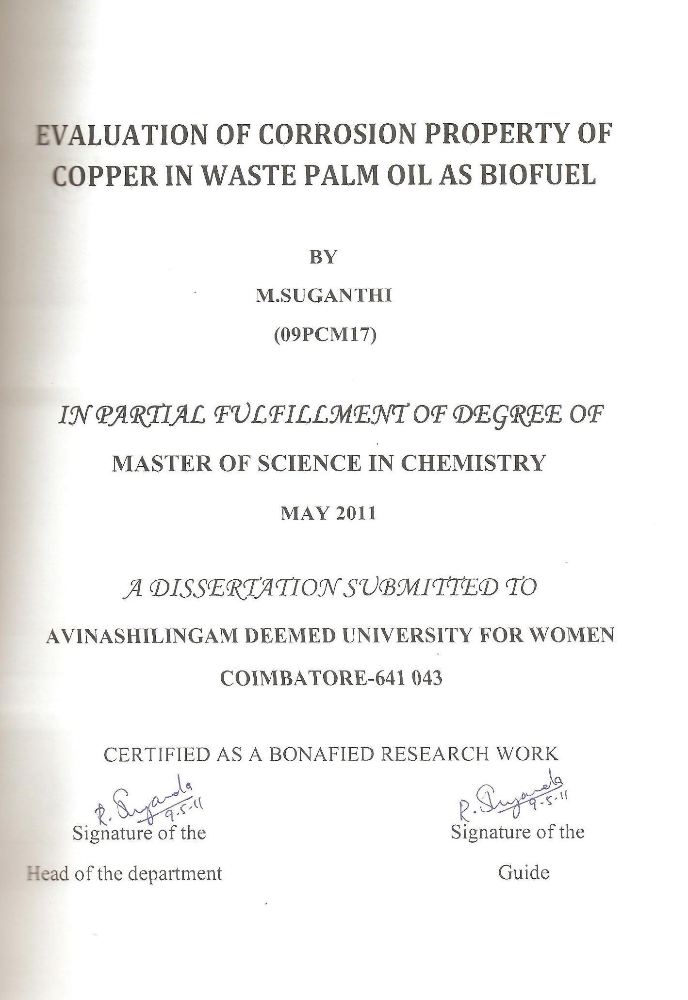 EVALUATION OF CORROSION PROPERTY OF
COPPER IN WASTE PALM OIL AS BIOFUEL
BY
M.SUGANTHI
(09PCM17)
IN PARTIAL FULFILLMENT OF DEGREE OF
MASTER OF SCIENCE IN CHEMISTRY
MAY 2011
A DISSERTATION SUBMITTED TO
AVINASHILINGAM DEEMED UNIVERSITY FOR WOMEN
COIMBATORE-641 043
CERTIFIED AS A BONAFIED RESEARCH WORK
R.
9.5.11
Signature of the
Head of the department
R.
9.5.11
Signature of the
Guide